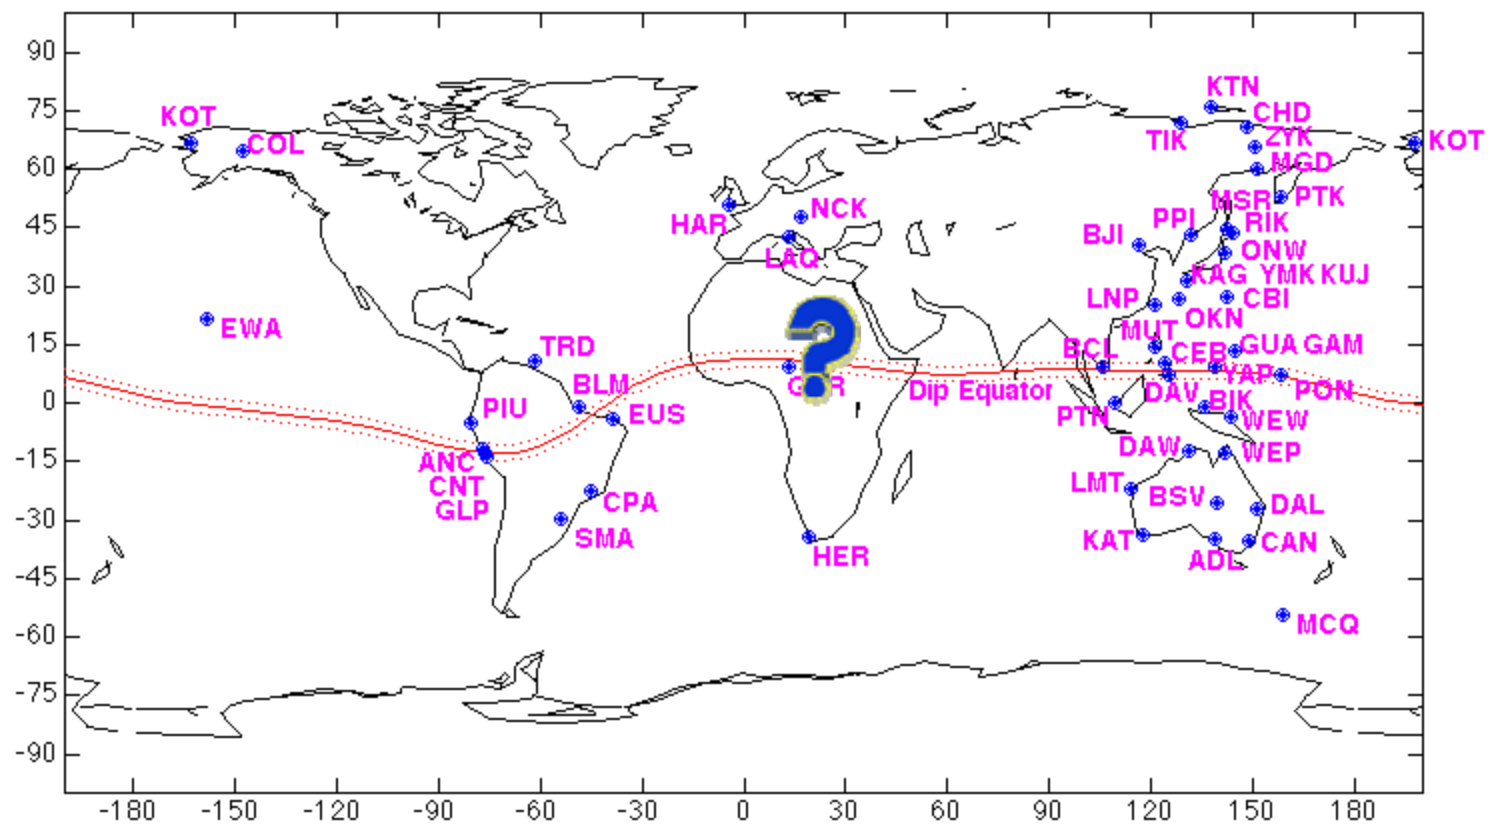 90
75
60
45
30
15
0
-15
-30
-45
-60
-75
-90
KOT
COL
EWA
TRD
BLM
PIU
EUS
ANC
CNT
GLP
CPA
SMA
HAR
NCK
LAQ
?
HER
Dip Equator
KTN
CHD
TIK
ZYK
MGD
KOT
MSR
PTK
PPI
RIK
BJI
ONW
KAG YMK KUJ
LNP
CBI
OKN
MUT
GUA GAM
BCL
CEB
YAP
DAV
PON
BIK
PTN
WEW
DAW
WEP
LMT
BSV
DAL
KAT
CAN
ADL
MCQ
-180 -150 -120 -90 -60 -30 0 30 60 90 120 150 180